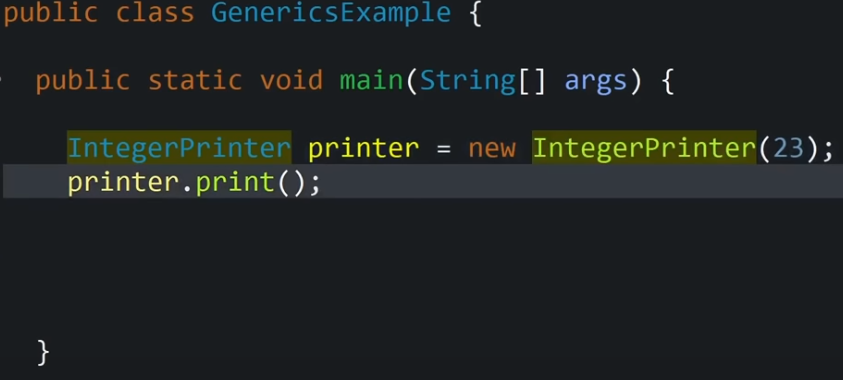 public class GenericsExample {
public static void main(String[] args) {
IntegerPrinter printer = new IntegerPrinter(23);
printer.print();
}